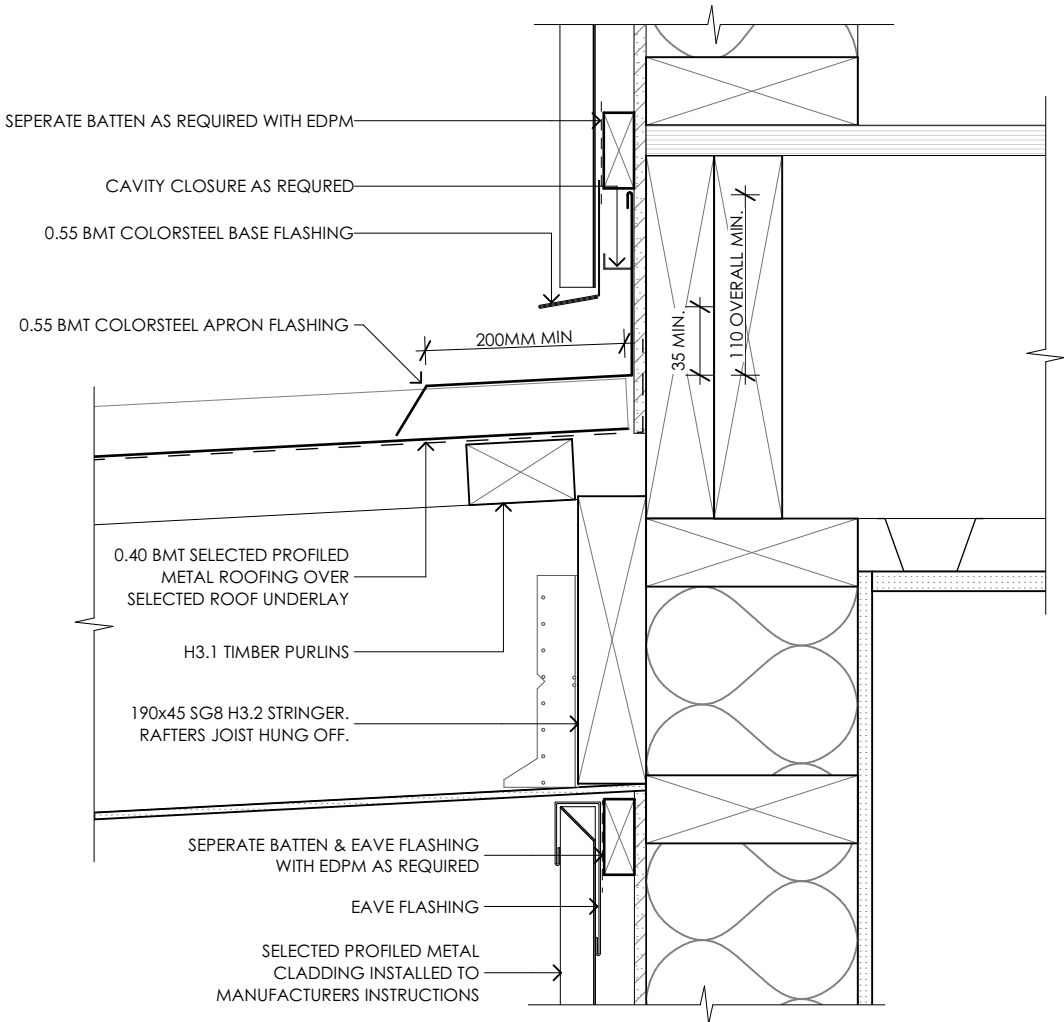 SEPERATE BATTEN AS REQUIRED WITH EDPM
CAVITY CLOSURE AS REQURED
0.55 BMT COLORSTEEL BASE FLASHING
0.55 BMT COLORSTEEL APRON FLASHING
200MM MIN
35 MIN.
110 OVERALL MIN.
0.40 BMT SELECTED PROFILED
METAL ROOFING OVER
SELECTED ROOF UNDERLAY
H3.1 TIMBER PURLINS
190x45 SG8 H3.2 STRINGER.
RAFTERS JOIST HUNG OFF.
SEPERATE BATTEN & EAVE FLASHING
WITH EDPM AS REQUIRED
EAVE FLASHING
SELECTED PROFILED METAL
CLADDING INSTALLED TO
MANUFACTURERS INSTRUCTIONS